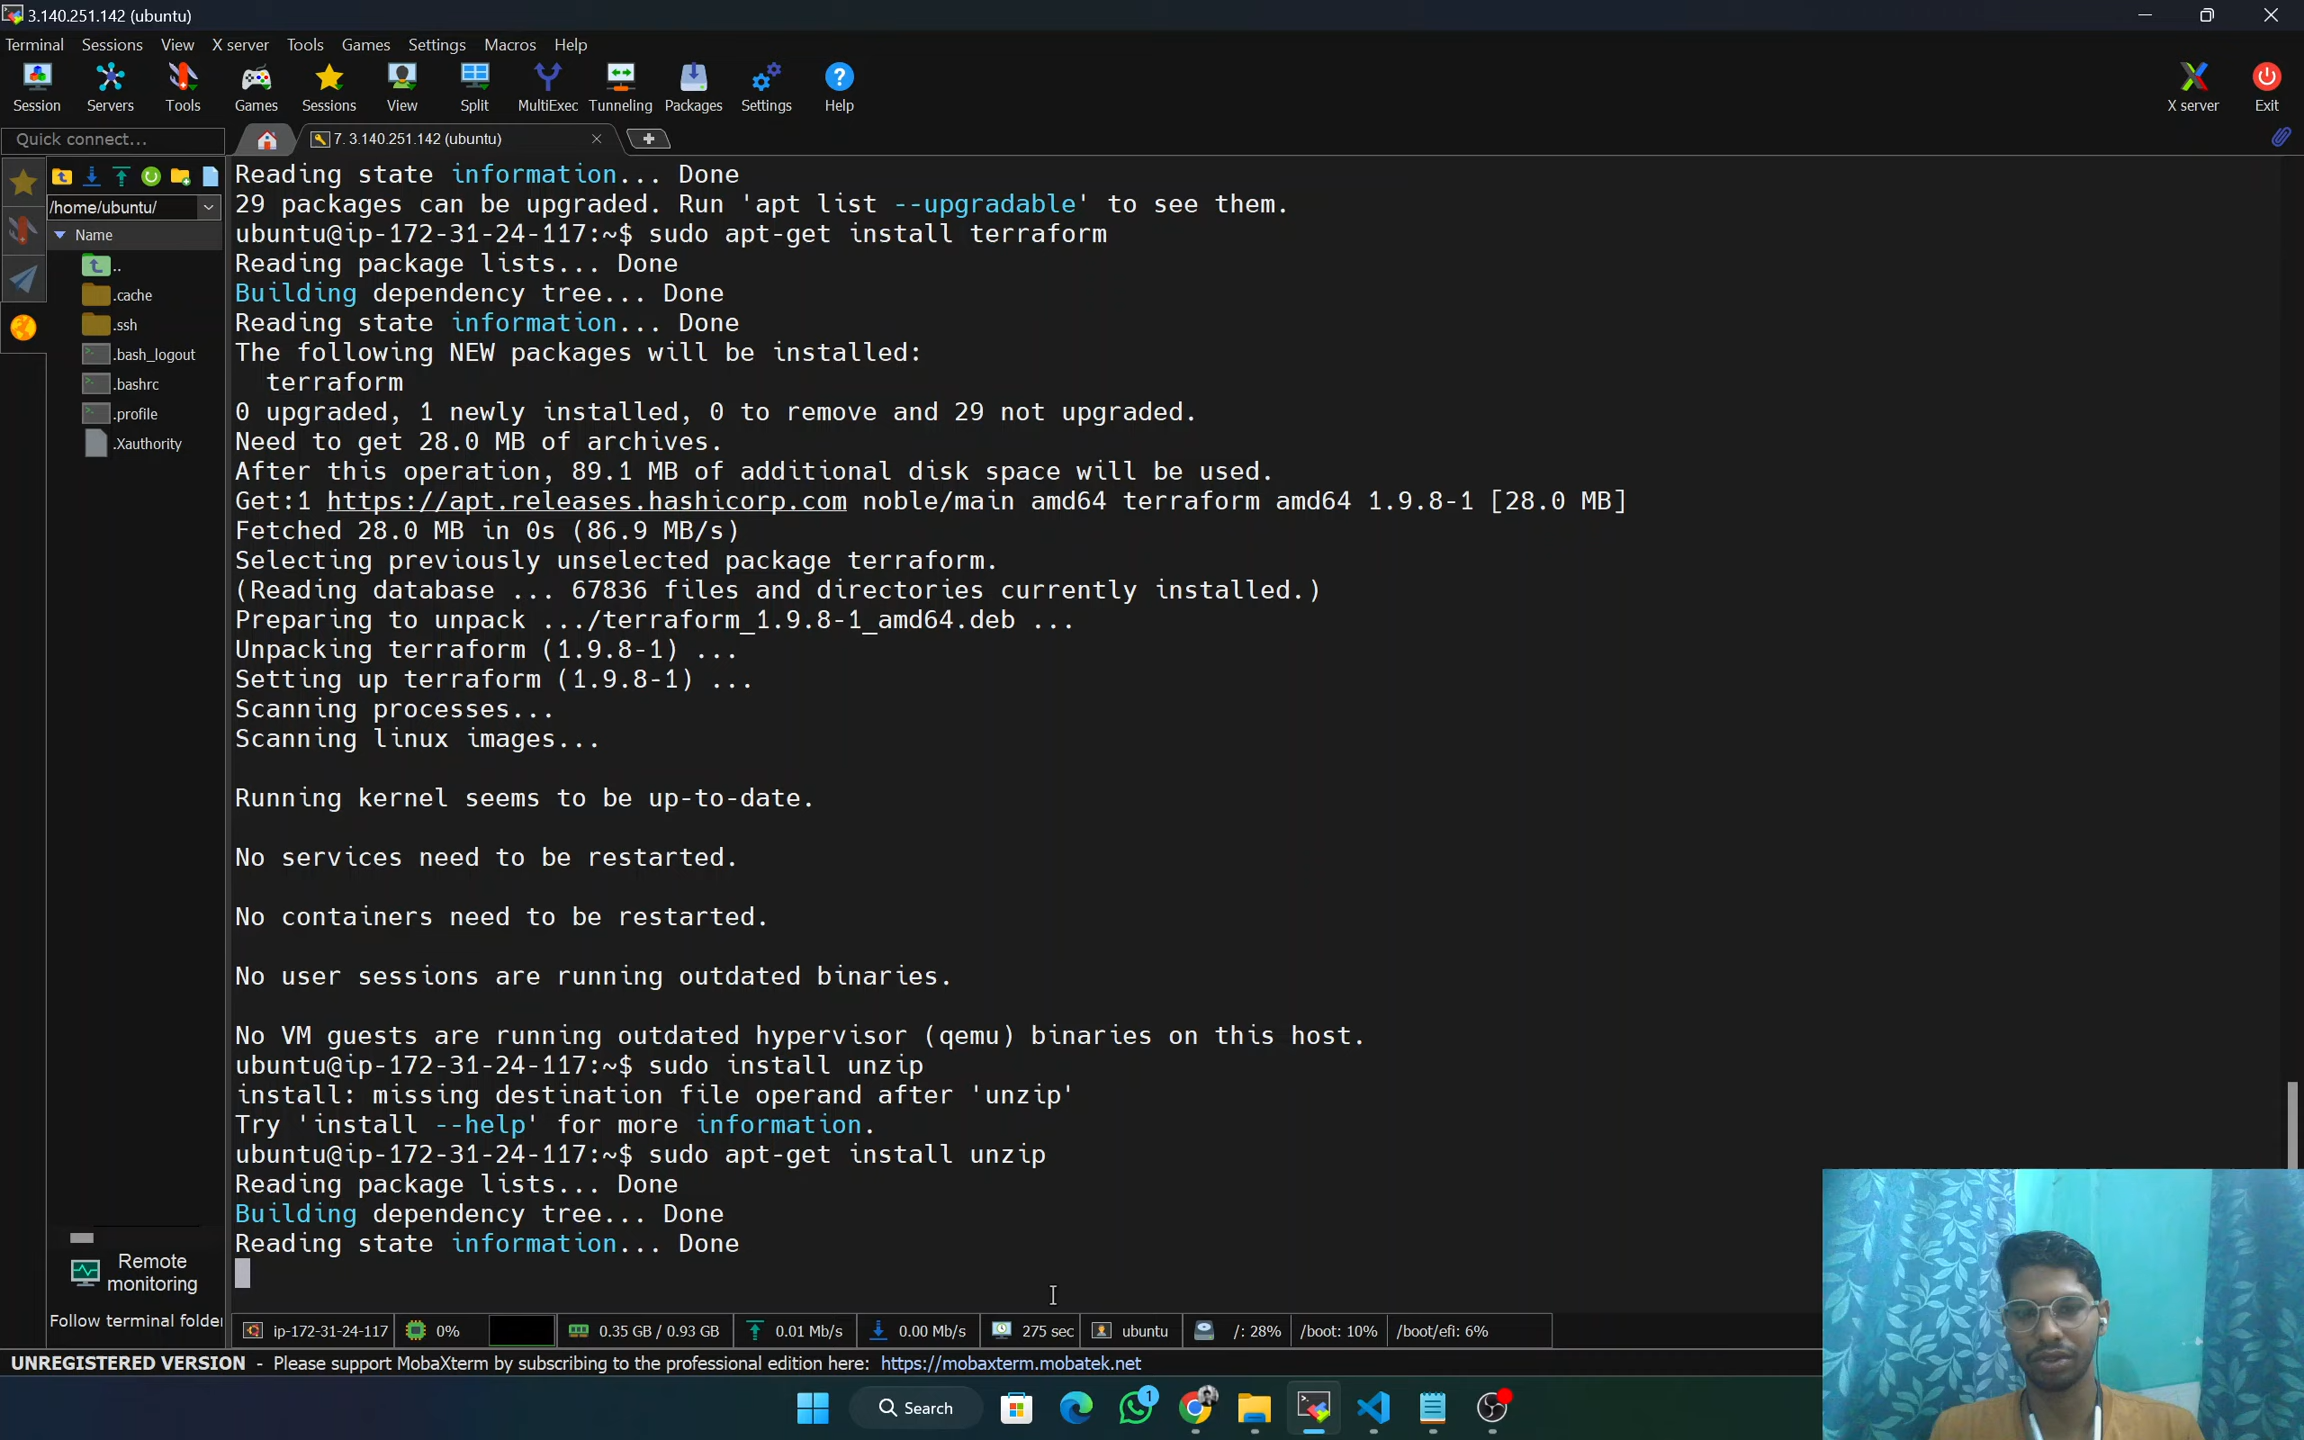 3.140.251.142 (ubuntu)
Terminal Sessions View X server Tools Games Settings Macros Help
Session Servers Tools Games Sessions View Split MultiExec Tunneling Packages Settings Help X server Exit
Quick connect... 7. 3.140.251.142 (ubuntu)
/home/ubuntu/
Name
..
.cache
.ssh
.bash_logout
.bashrc
.profile
.Xauthority
Remote
monitoring
Follow terminal folder
Reading state information... Done
29 packages can be upgraded. Run 'apt list --upgradable' to see them.
ubuntu@ip-172-31-24-117:~$ sudo apt-get install terraform
Reading package lists... Done
Building dependency tree... Done
Reading state information... Done
The following NEW packages will be installed:
terraform
0 upgraded, 1 newly installed, 0 to remove and 29 not upgraded.
Need to get 28.0 MB of archives.
After this operation, 89.1 MB of additional disk space will be used.
Get:1 https://apt.releases.hashicorp.com noble/main amd64 terraform amd64 1.9.8-1 [28.0 MB]
Fetched 28.0 MB in 0s (86.9 MB/s)
Selecting previously unselected package terraform.
(Reading database ... 67836 files and directories currently installed.)
Preparing to unpack .../terraform_1.9.8-1_amd64.deb ...
Unpacking terraform (1.9.8-1) ...
Setting up terraform (1.9.8-1) ...
Scanning processes...
Scanning linux images...
Running kernel seems to be up-to-date.
No services need to be restarted.
No containers need to be restarted.
No user sessions are running outdated binaries.
No VM guests are running outdated hypervisor (qemu) binaries on this host.
ubuntu@ip-172-31-24-117:~$ sudo install unzip
install: missing destination file operand after 'unzip'
Try 'install --help' for more information.
ubuntu@ip-172-31-24-117:~$ sudo apt-get install unzip
Reading package lists... Done
Building dependency tree... Done
Reading state information... Done
ip-172-31-24-117 0% 0.35 GB / 0.93 GB 0.01 Mb/s 0.00 Mb/s 275 sec ubuntu /: 28% /boot: 10% /boot/efi: 6%
UNREGISTERED VERSION - Please support MobaXterm by subscribing to the professional edition here: https://mobaxterm.mobatek.net
Search 1